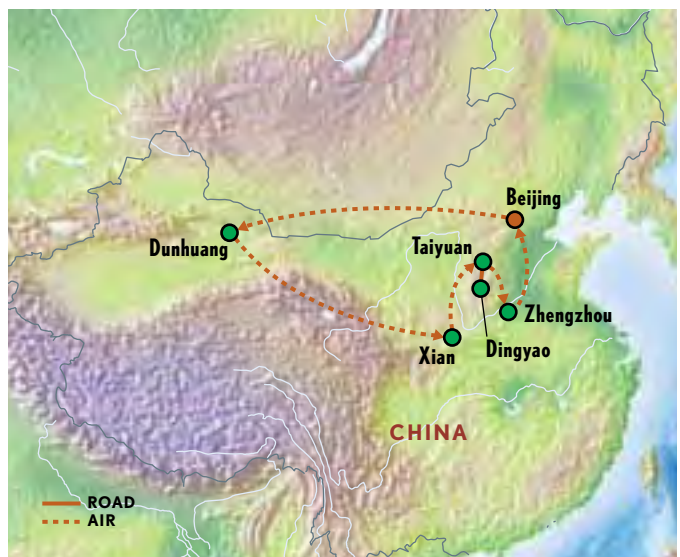 Beijing
Dunhuang
Taiyuan
Zhengzhou
Xian
Dingyao
CHINA
ROAD
AIR